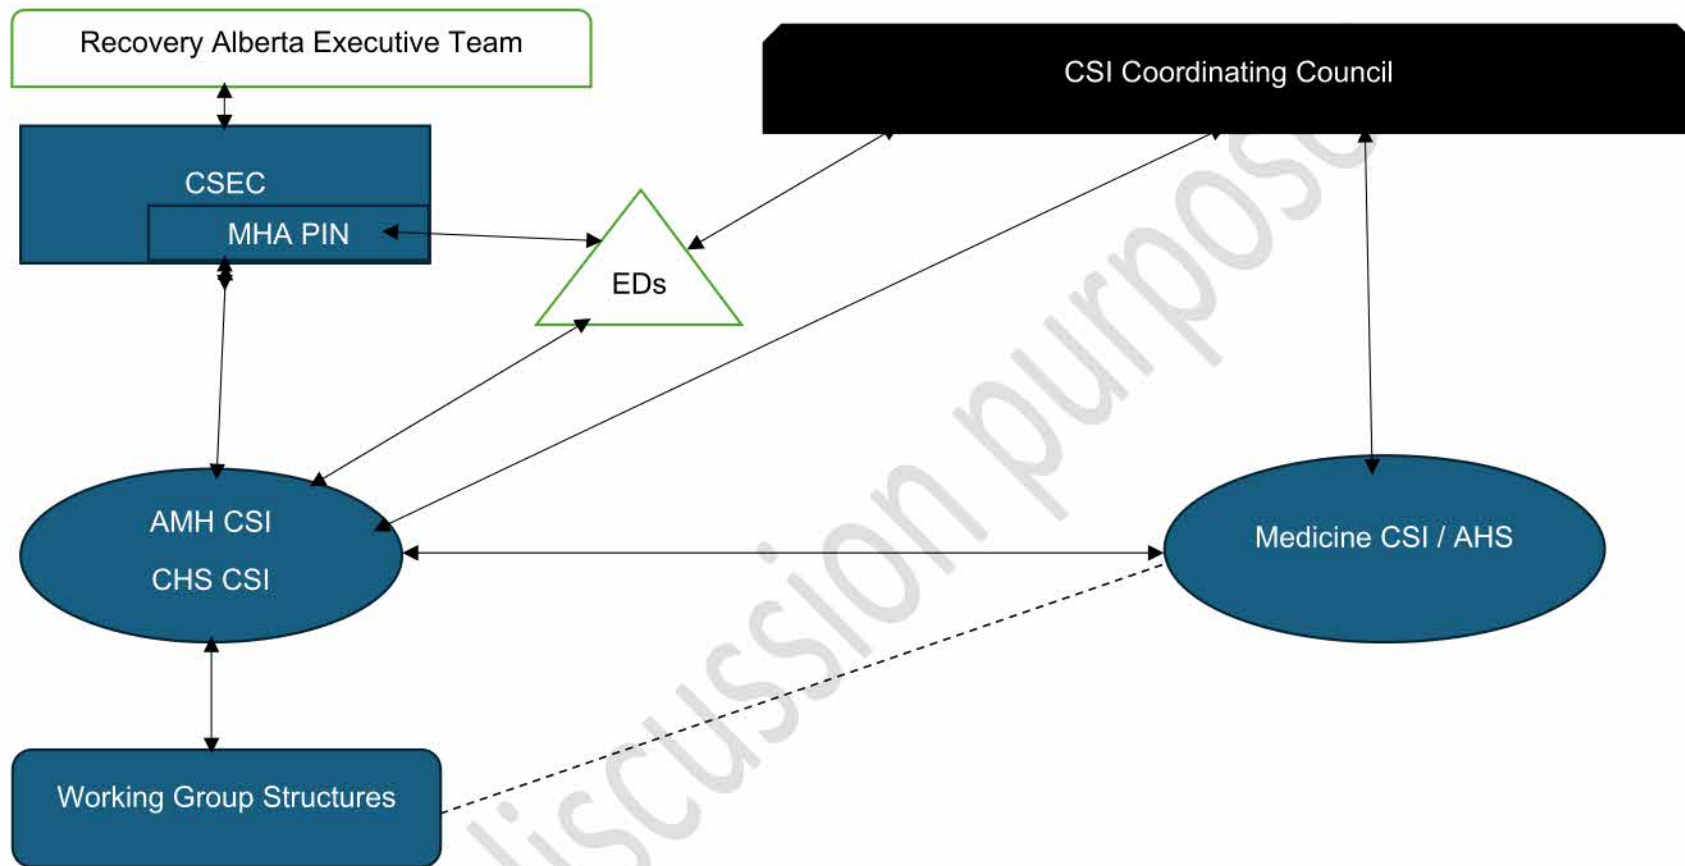 Recovery Alberta Executive Team
CSI Coordinating Council
CSEC
MHA PIN
EDs
AMH CSI
CHS CSI
Medicine CSI / AHS
Working Group Structures
discussion purpos